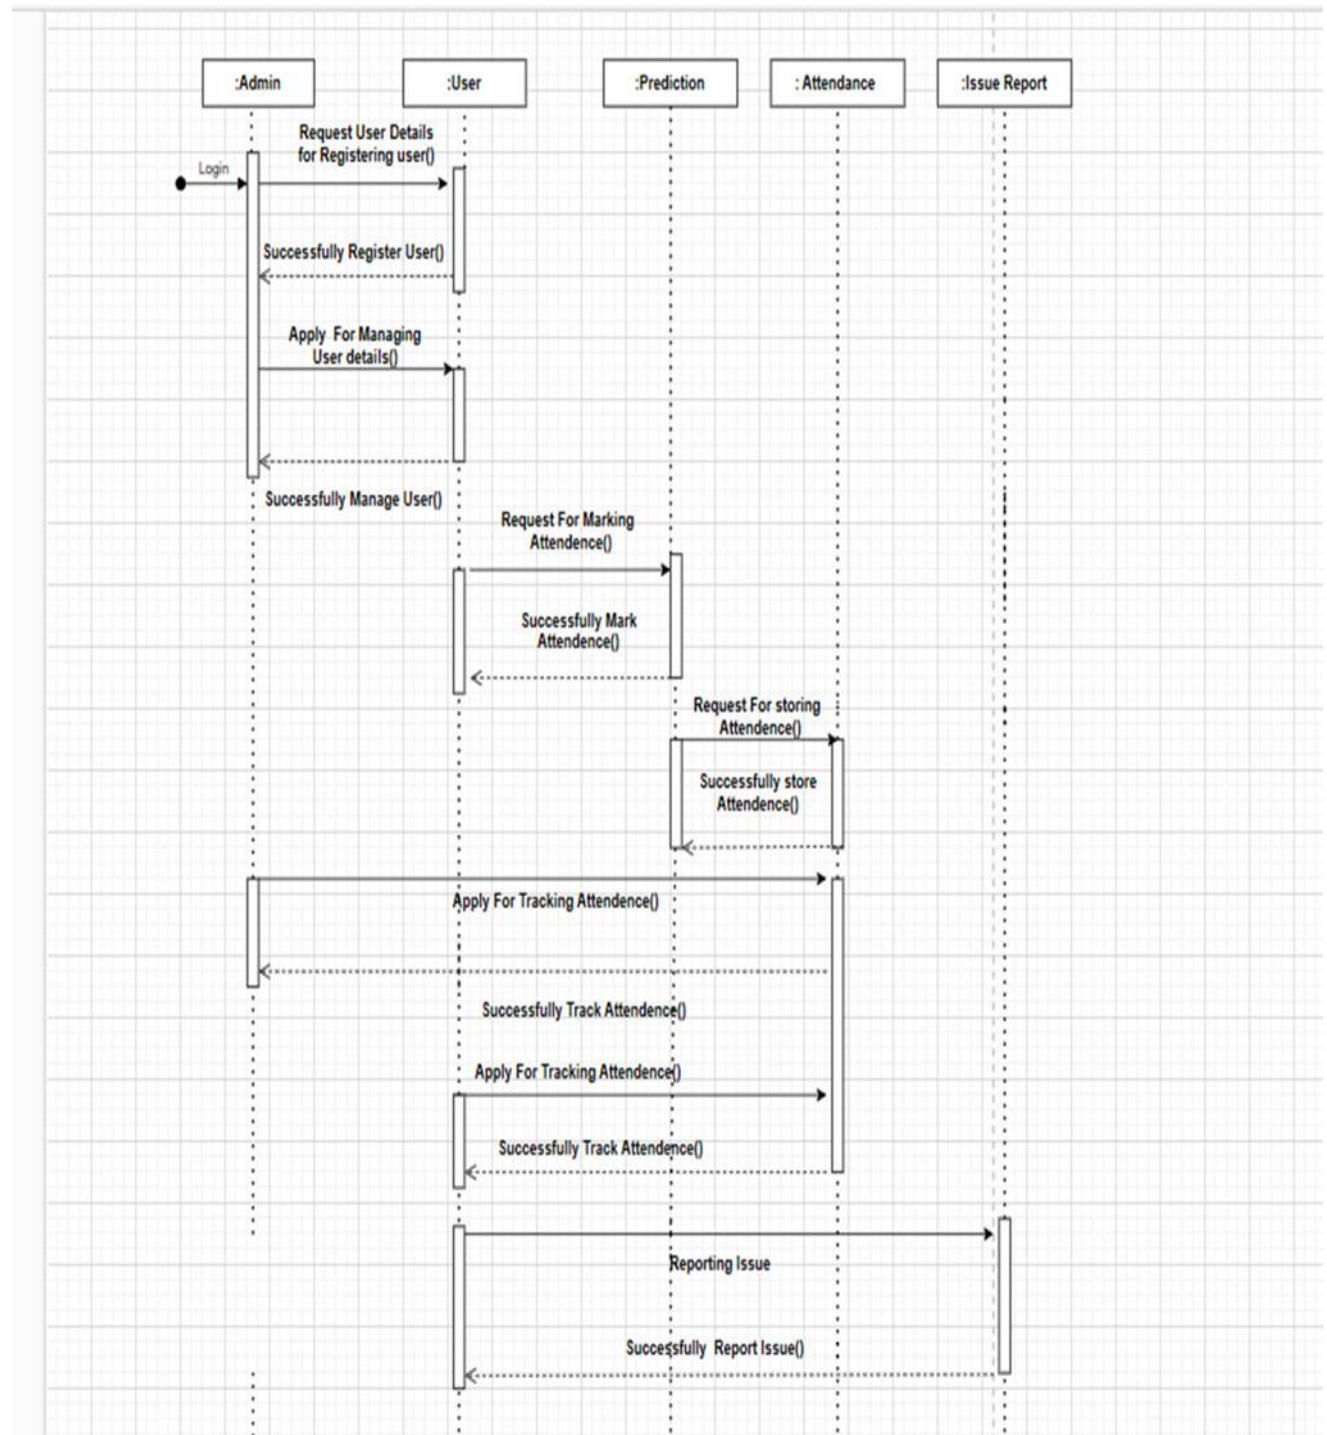 :Admin
:User
:Prediction
: Attendance
:Issue Report
Request User Details
for Registering user()
Login
Successfully Register User()
Apply For Managing
User details()
Successfully Manage User()
Request For Marking
Attendence()
Successfully Mark
Attendence()
Request For storing
Attendence()
Successfully store
Attendence()
Apply For Tracking Attendence()
Successfully Track Attendence()
Apply For Tracking Attendence()
Successfully Track Attendence()
Reporting Issue
Successfully Report Issue()